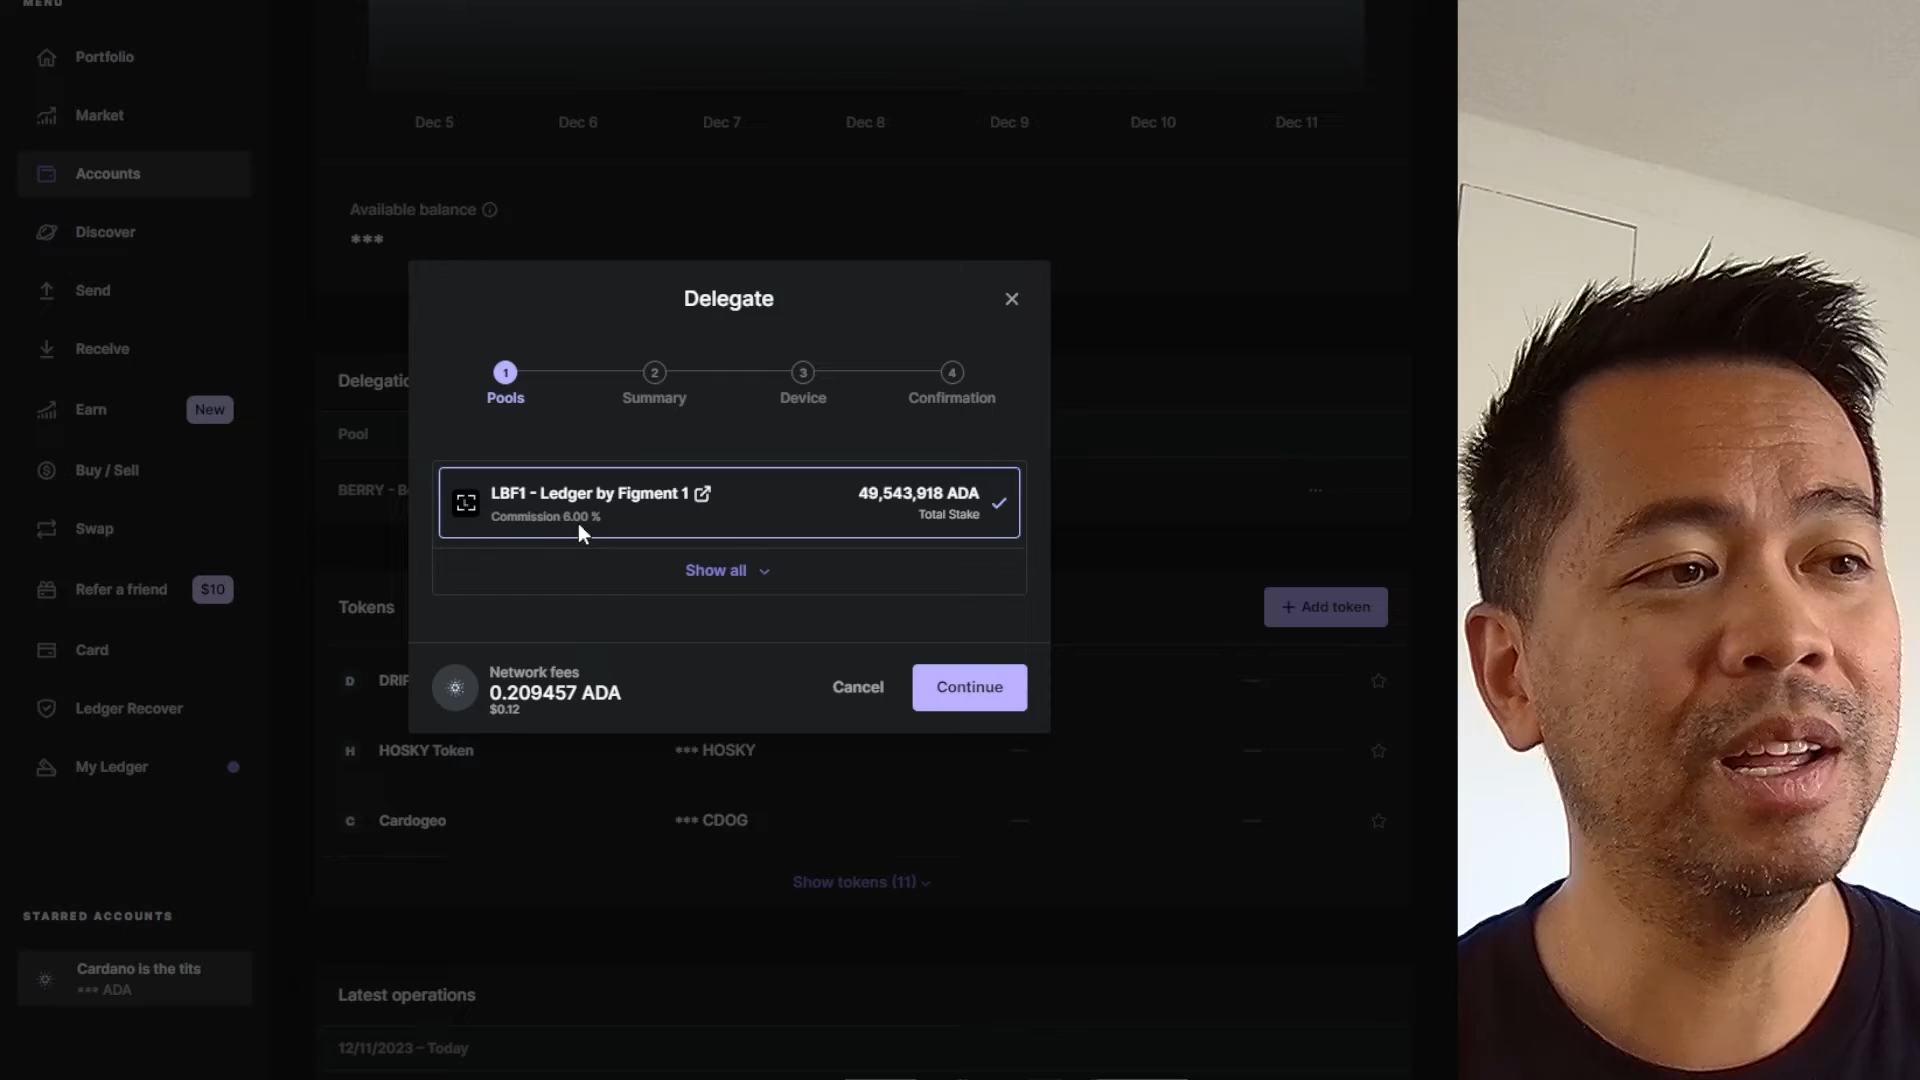 MENU
Portfolio
Market
Accounts
Discover
Send
Receive
Earn New
Buy / Sell
Swap
Refer a friend $10
Card
Ledger Recover
My Ledger
STARRED ACCOUNTS
Cardano is the tits
*** ADA
Dec 5 Dec 6 Dec 7 Dec 8 Dec 9 Dec 10 Dec 11
Available balance
***
Delegate
1 2 3 4
Pools Summary Device Confirmation
LBF1 - Ledger by Figment 1 49,543,918 ADA
Commission 6.00 % Total Stake
Show all
Network fees
0.209457 ADA
$0.12
Cancel Continue
Pool
BERRY - B
Tokens + Add token
D DRIP
H HOSKY Token *** HOSKY
C Cardogeo *** CDOG
Show tokens (11)
Latest operations
12/11/2023 – Today